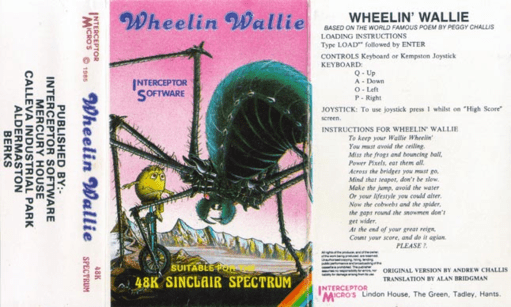 PUBLISHED BY:-
INTERCEPTOR SOFTWARE
MERCURY HOUSE
CALLEVA INDUSTRIAL PARK
ALDERMASTON
BERKS
INTERCEPTOR
MICRO'S © 1986
Wheelin Wallie
48K
SPECTRUM
Wheelin Wallie
INTERCEPTOR
SOFTWARE
SUITABLE FOR THE
48K SINCLAIR SPECTRUM
WHEELIN' WALLIE
BASED ON THE WORLD FAMOUS POEM BY PEGGY CHALLIS
LOADING INSTRUCTIONS
Type LOAD"" followed by ENTER
CONTROLS Keyboard or Kempston Joystick
KEYBOARD:
Q - Up
A - Down
O - Left
P - Right
JOYSTICK: To use joystick press 1 whilst on "High Score"
screen.
INSTRUCTIONS FOR WHEELIN' WALLIE
To keep your Wallie Wheelin'
You must avoid the ceiling.
Miss the frogs and bouncing ball,
Power Pixels, eat them all.
Across the bridges you must go,
Mind that teapot, don't be slow.
Make the jump, avoid the water
Or your lifestyle you could alter.
Now the cobwebs and the spider,
the gaps round the snowmen don't
get wider.
At the end of your great reign,
Count your score, and do it agian.
PLEASE ?.
ORIGINAL VERSION BY ANDREW CHALLIS
PROGRAMMED BY ALAN BRIDGMAN
INTERCEPTOR
MICRO'S
Lindon House, The Green, Tadley, Hants.